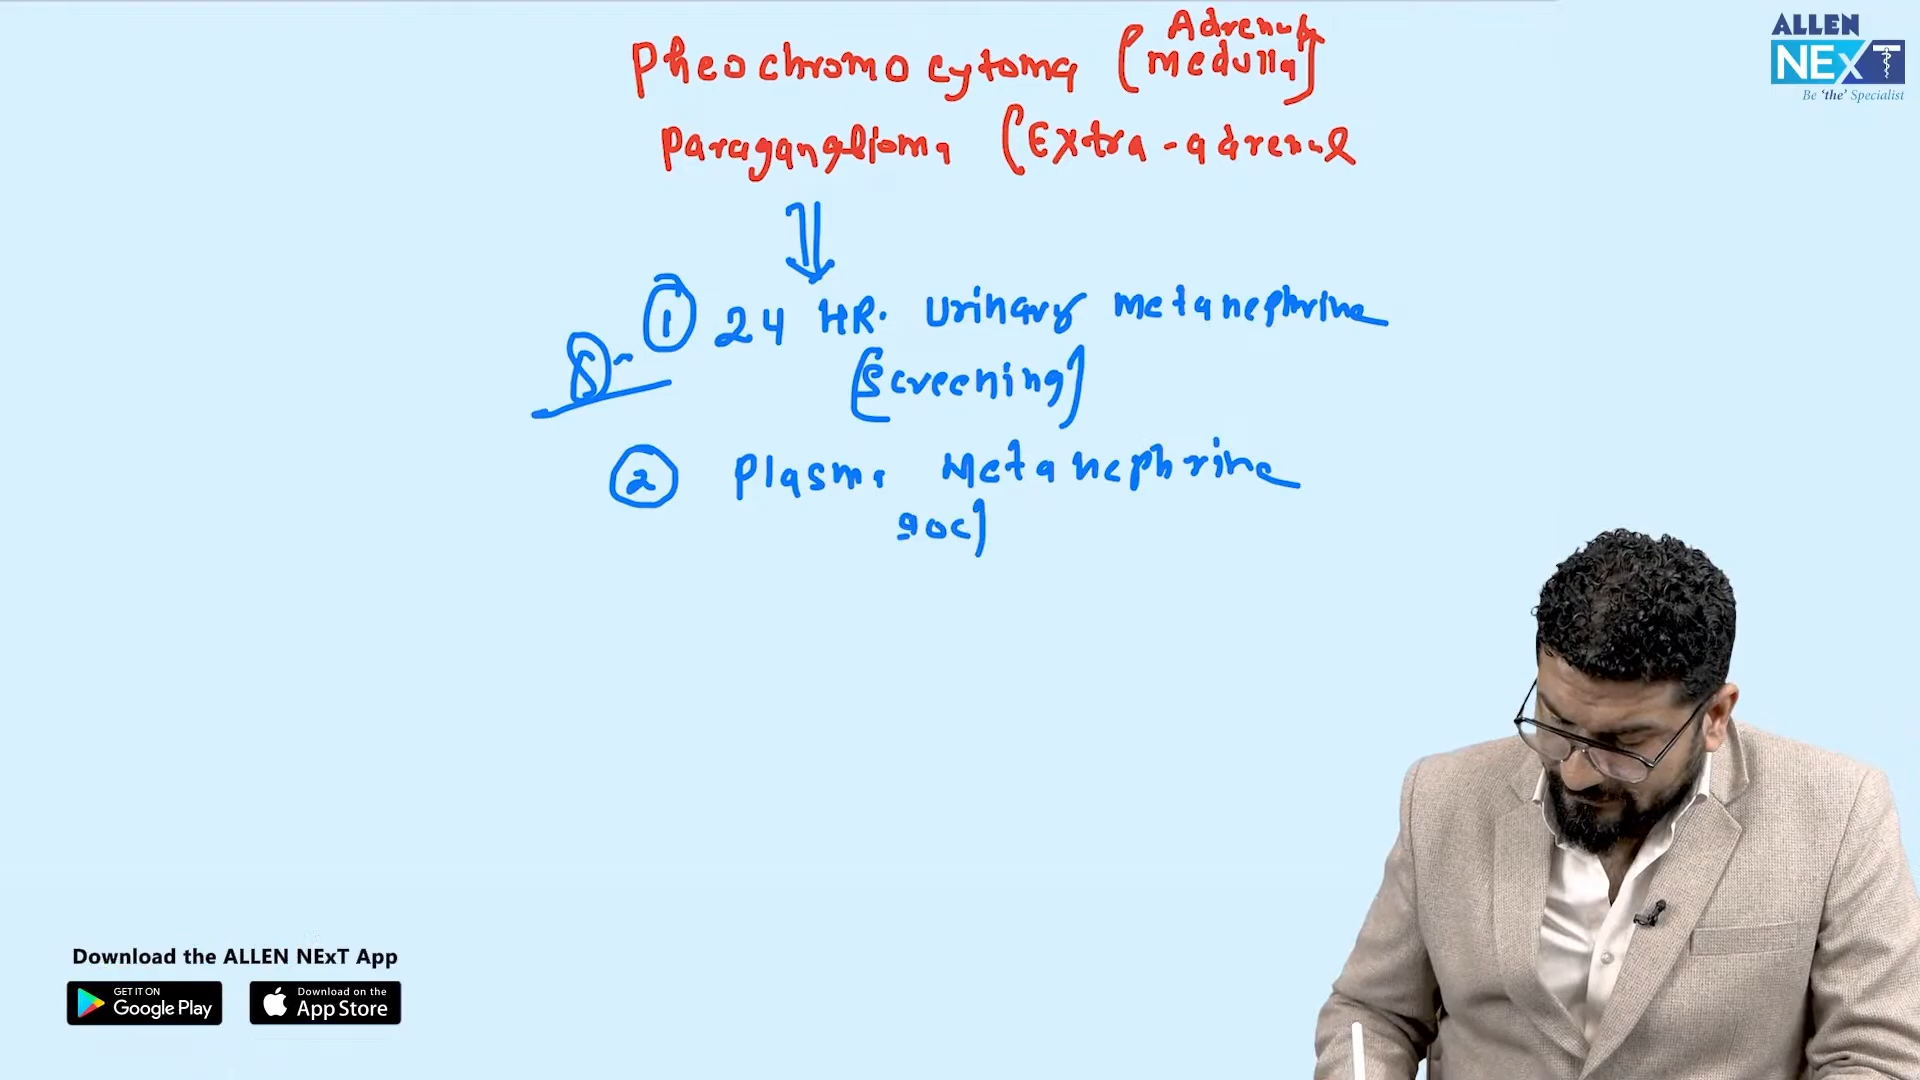 ALLEN
NExT
Be 'the' Specialist
Pheochromocytoma (Adrenal medulla)
Paraganglioma (Extra-adrenal
1 24 HR. Urinary metanephrine
(Screening)
2 Plasma Metanephrine
Download the ALLEN NExT App
GET IT ON
Google Play
Download on the
App Store